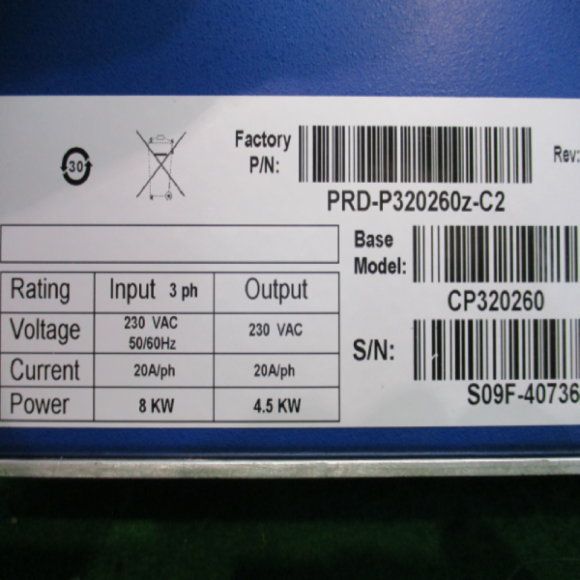 30
Factory P/N:
Rev:
PRD-P320260z-C2
Base Model:
CP320260
S/N:
S09F-40736
Rating Input 3 ph Output
Voltage 230 VAC 50/60Hz 230 VAC
Current 20A/ph 20A/ph
Power 8 KW 4.5 KW